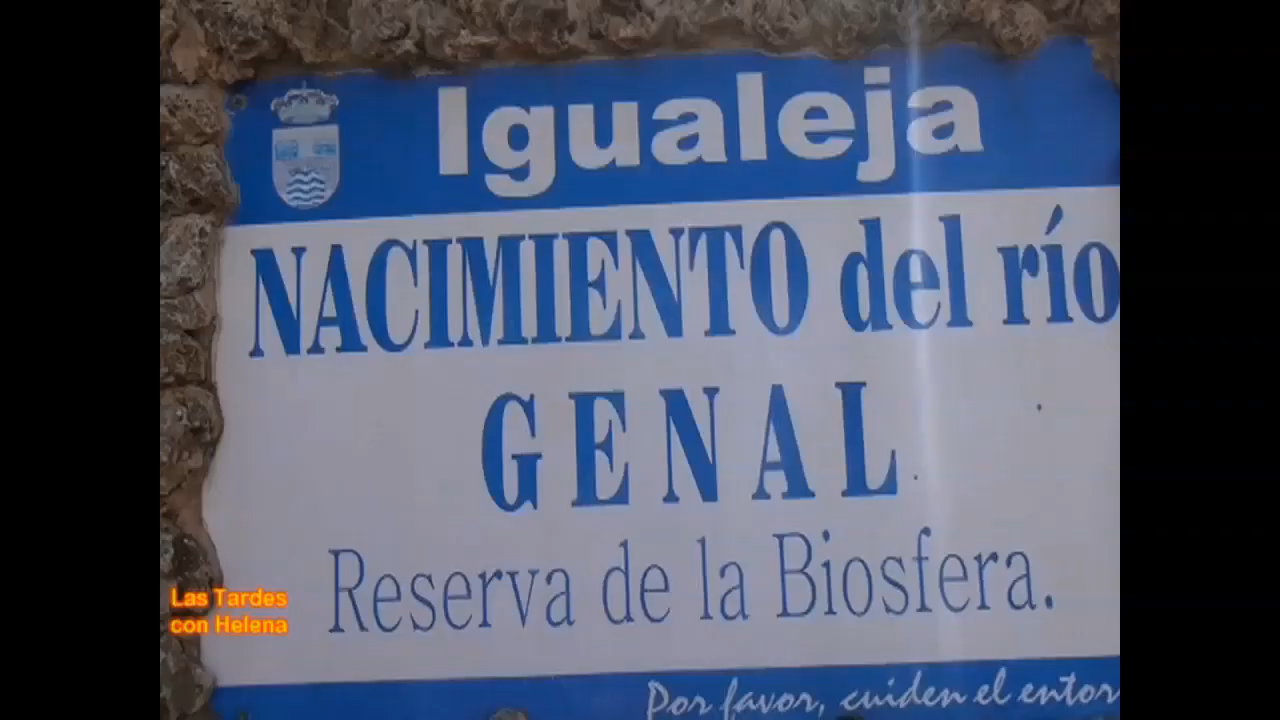 Igualeja
NACIMIENTO del río
GENAL
Reserva de la Biosfera.
Las Tardes
con Helena
Por favor, cuiden el entor